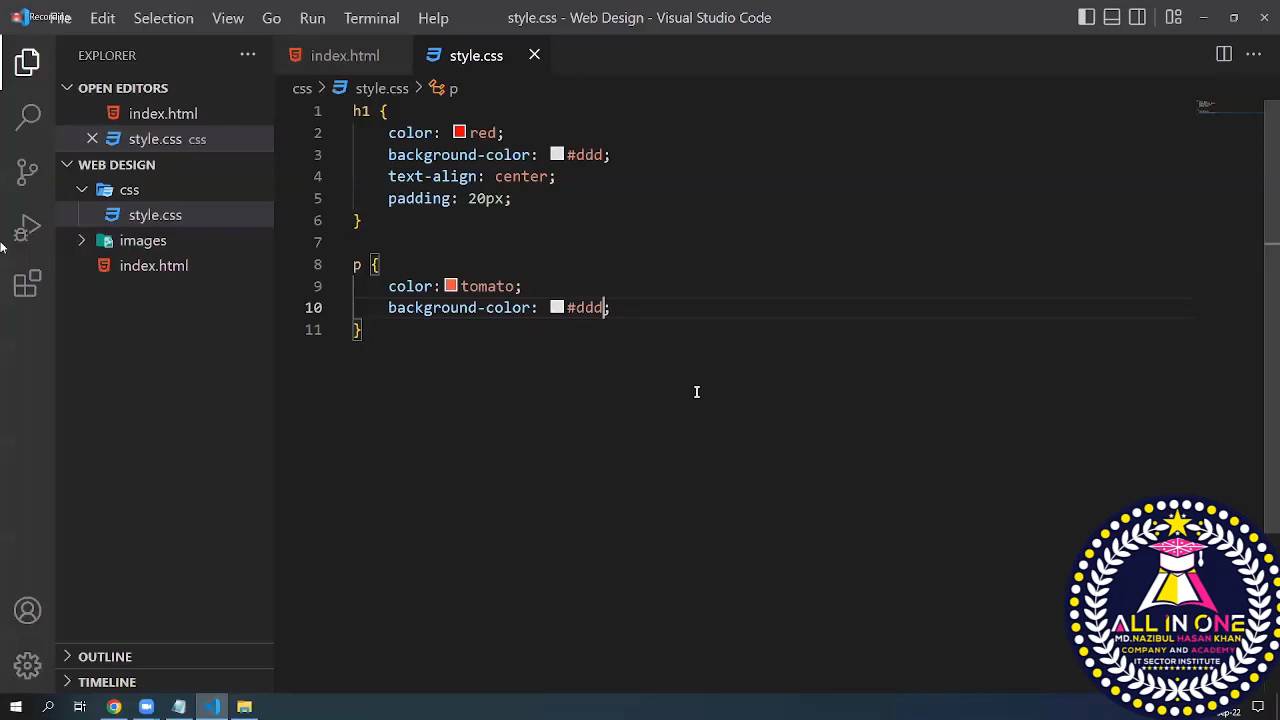 Recording
Edit Selection View Go Run Terminal Help
style.css - Web Design - Visual Studio Code
EXPLORER
index.html
style.css
OPEN EDITORS
css > style.css > p
index.html
style.css css
WEB DESIGN
css
style.css
images
index.html
1 h1 {
2 color: red;
3 background-color: #ddd;
4 text-align: center;
5 padding: 20px;
6 }
7
8 p {
9 color: tomato;
10 background-color: #ddd;
11 }
OUTLINE
TIMELINE
ALL IN ONE
MD.NAZIBUL HASAN KHAN
COMPANY AND ACADEMY
IT SECTOR INSTITUTE